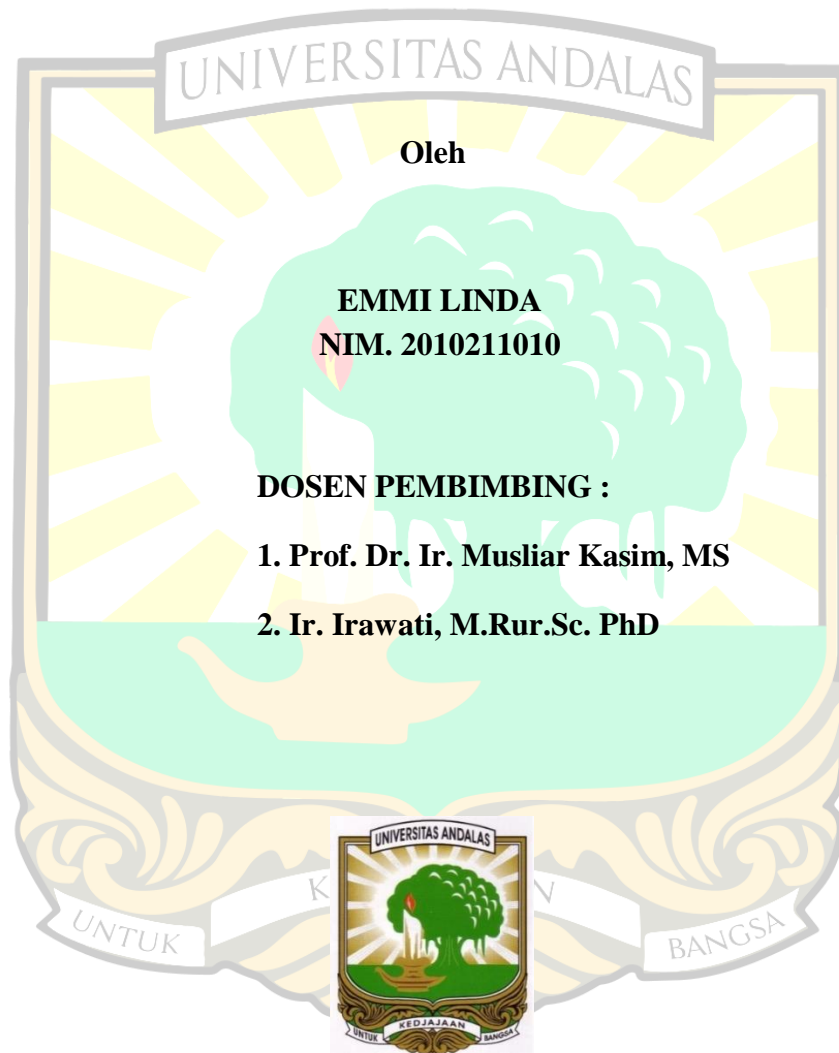 UNIVERSITAS ANDALAS
Oleh
EMMI LINDA
NIM. 2010211010
DOSEN PEMBIMBING :
1. Prof. Dr. Ir. Musliar Kasim, MS
2. Ir. Irawati, M.Rur.Sc. PhD
UNIVERSITAS ANDALAS
UNTUK K N BANGSA
UNTUK KEDJAJAAN BANGSA